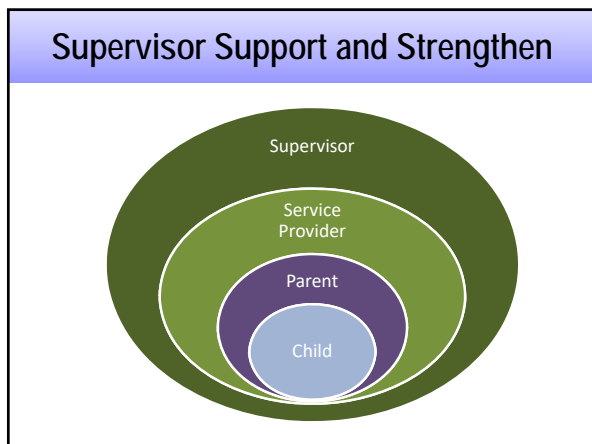 Supervisor Support and Strengthen
Supervisor
Service
Provider
Parent
Child